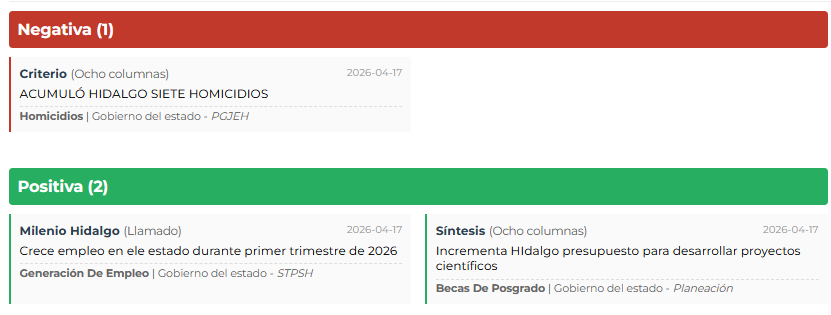 Negativa (1)
Criterio (Ocho columnas) 2026-04-17
ACUMULÓ HIDALGO SIETE HOMICIDIOS
Homicidios | Gobierno del estado - PGJEH
Positiva (2)
Milenio Hidalgo (Llamado) 2026-04-17
Crece empleo en ele estado durante primer trimestre de 2026
Generación De Empleo | Gobierno del estado - STPSH
Síntesis (Ocho columnas) 2026-04-17
Incrementa HIdalgo presupuesto para desarrollar proyectos
científicos
Becas De Posgrado | Gobierno del estado - Planeación